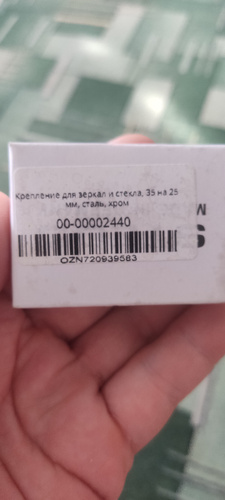 Крепление для зеркал и стекла, 35 на 25
мм, сталь, хром
00-00002440
OZN720939563